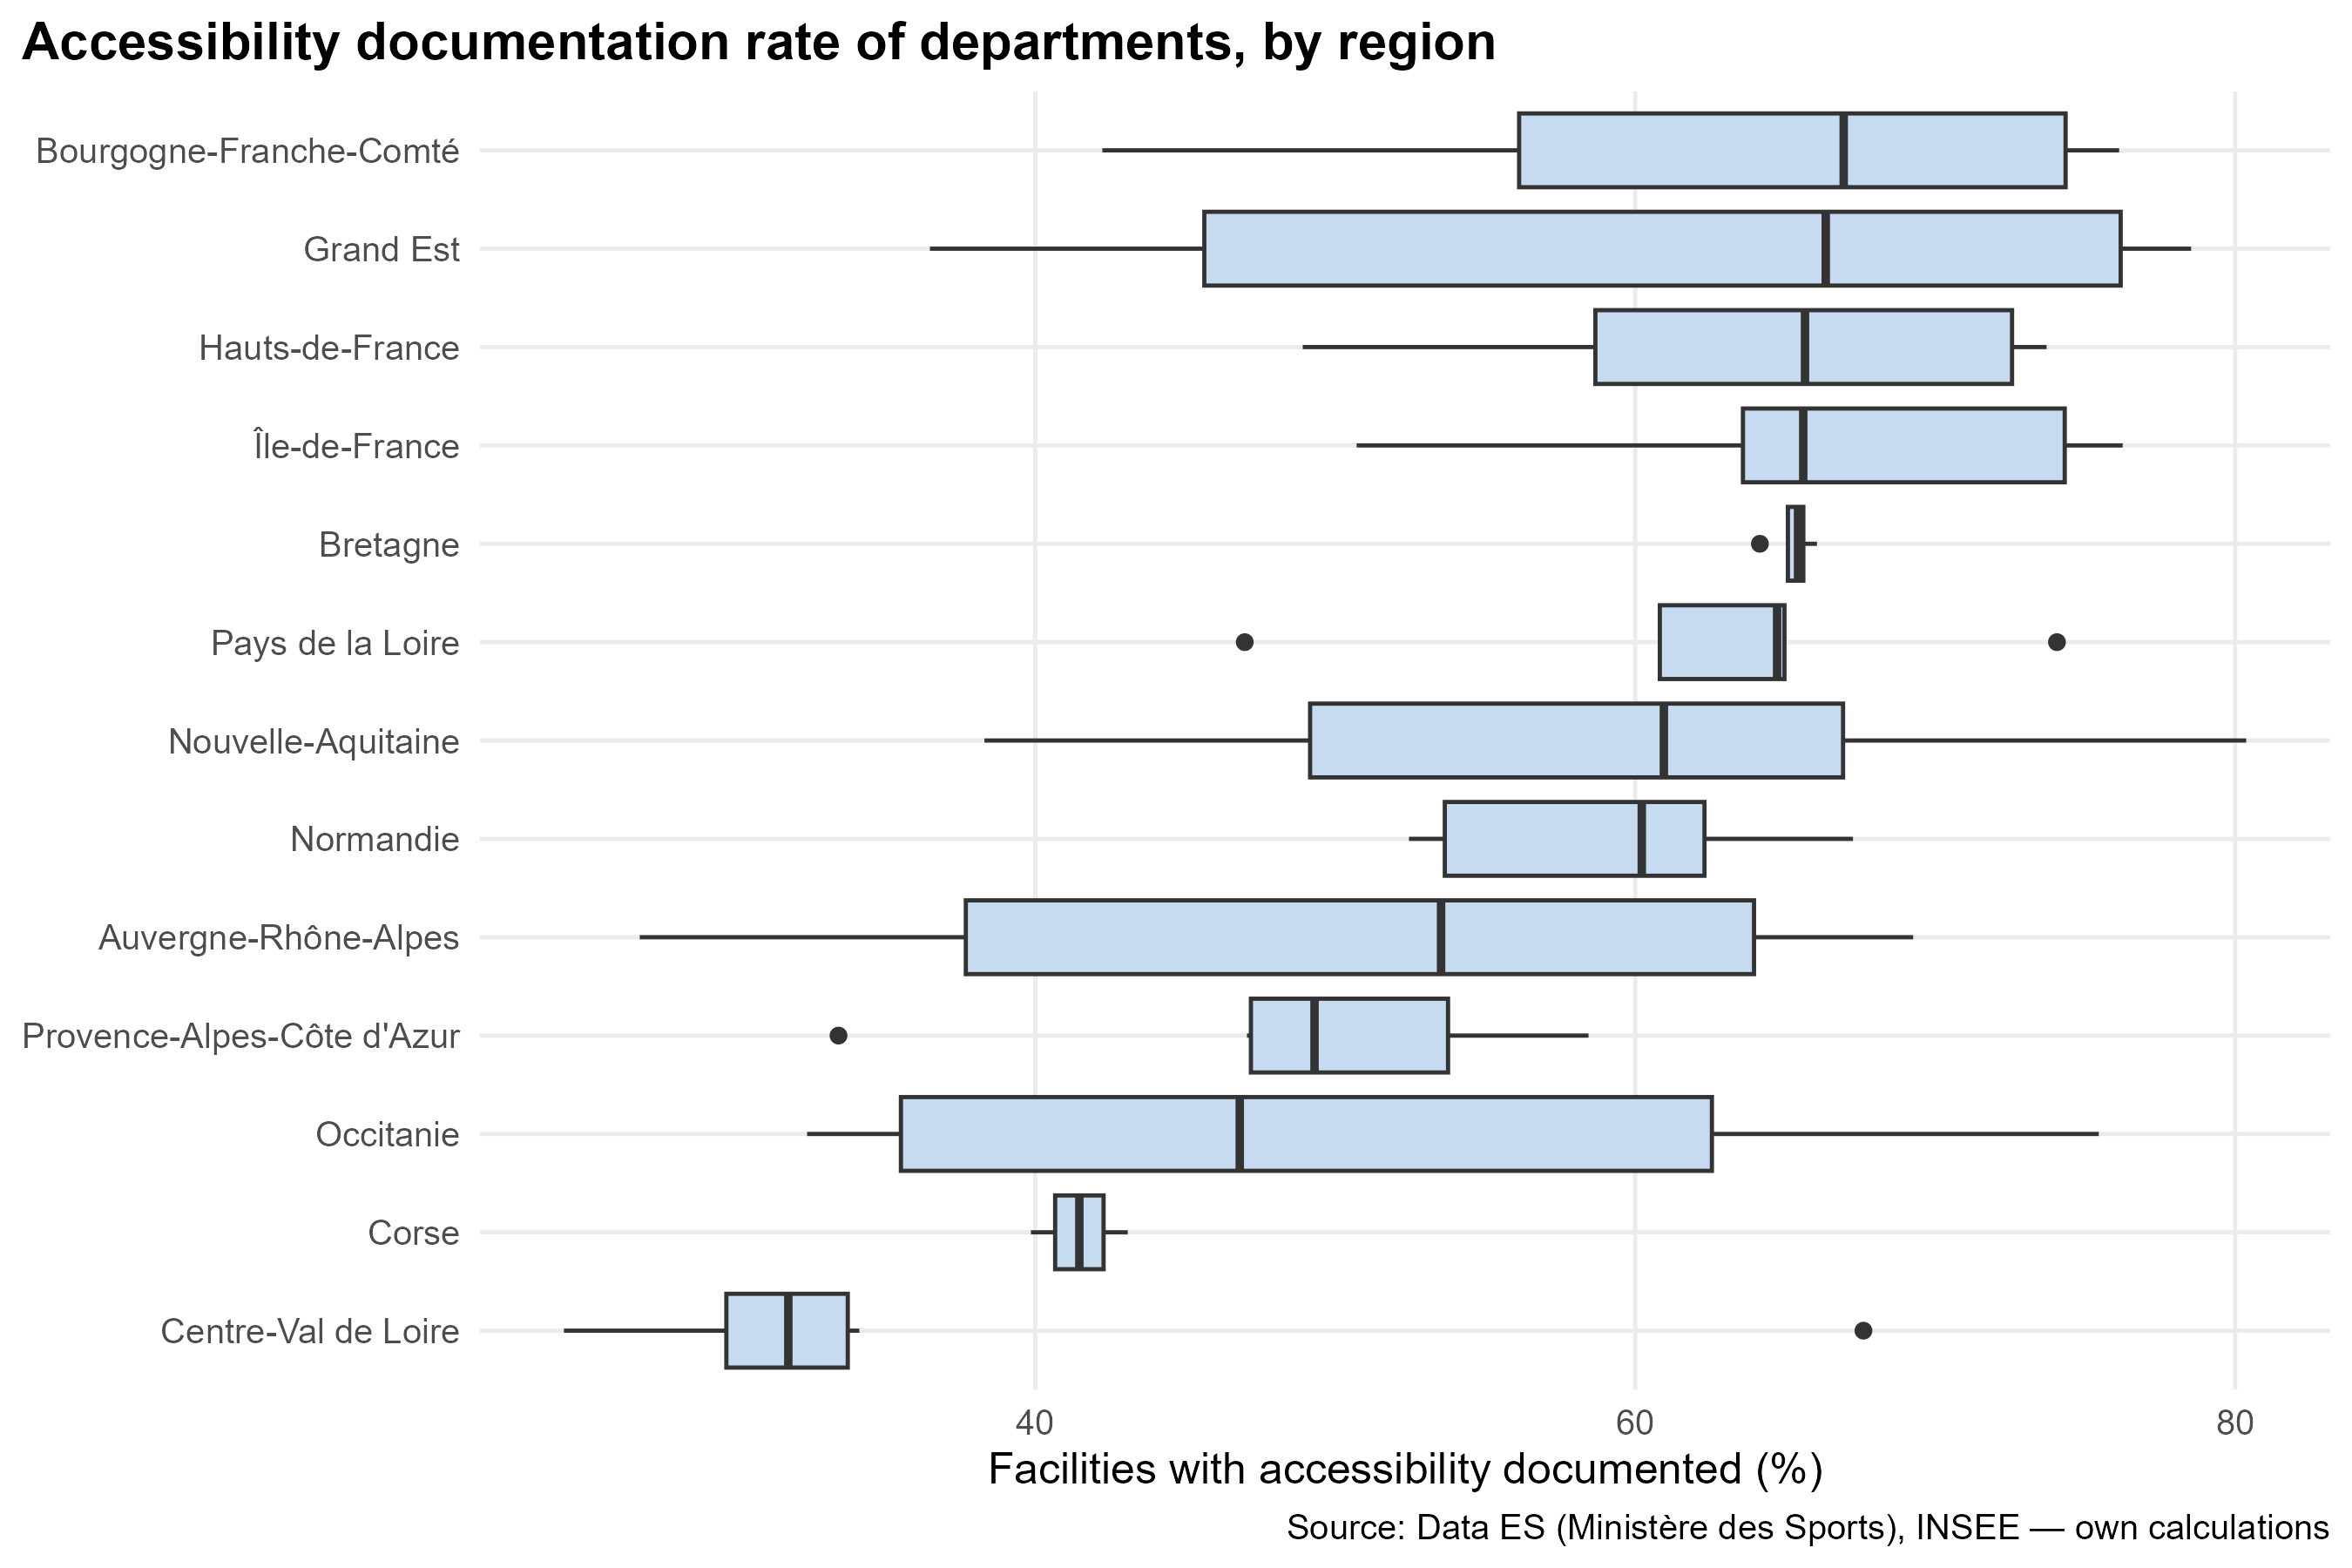 Accessibility documentation rate of departments, by region
Bourgogne-Franche-Comté
Grand Est
Hauts-de-France
Île-de-France
Bretagne
Pays de la Loire
Nouvelle-Aquitaine
Normandie
Auvergne-Rhône-Alpes
Provence-Alpes-Côte d'Azur
Occitanie
Corse
Centre-Val de Loire
40 60 80
Facilities with accessibility documented (%)
Source: Data ES (Ministère des Sports), INSEE — own calculations